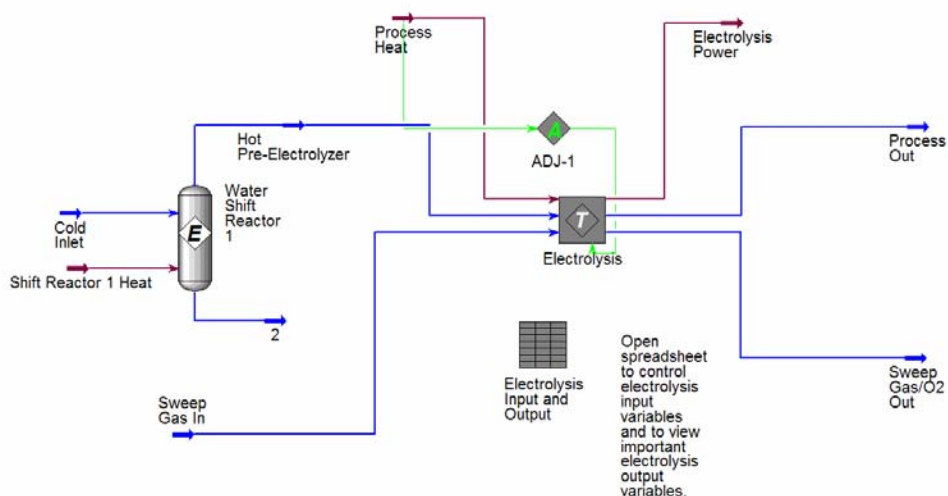 Process
Heat
Electrolysis
Power
Hot
Pre-Electrolyzer
A
ADJ-1
Process
Out
Water
Shift
Reactor
1
Cold
Inlet
E
T
Electrolysis
Shift Reactor 1 Heat
2
Open
spreadsheet
to control
electrolysis
input
variables
and to view
important
electrolysis
output
variables.
Electrolysis
Input and
Output
Sweep
Gas/O2
Out
Sweep
Gas In